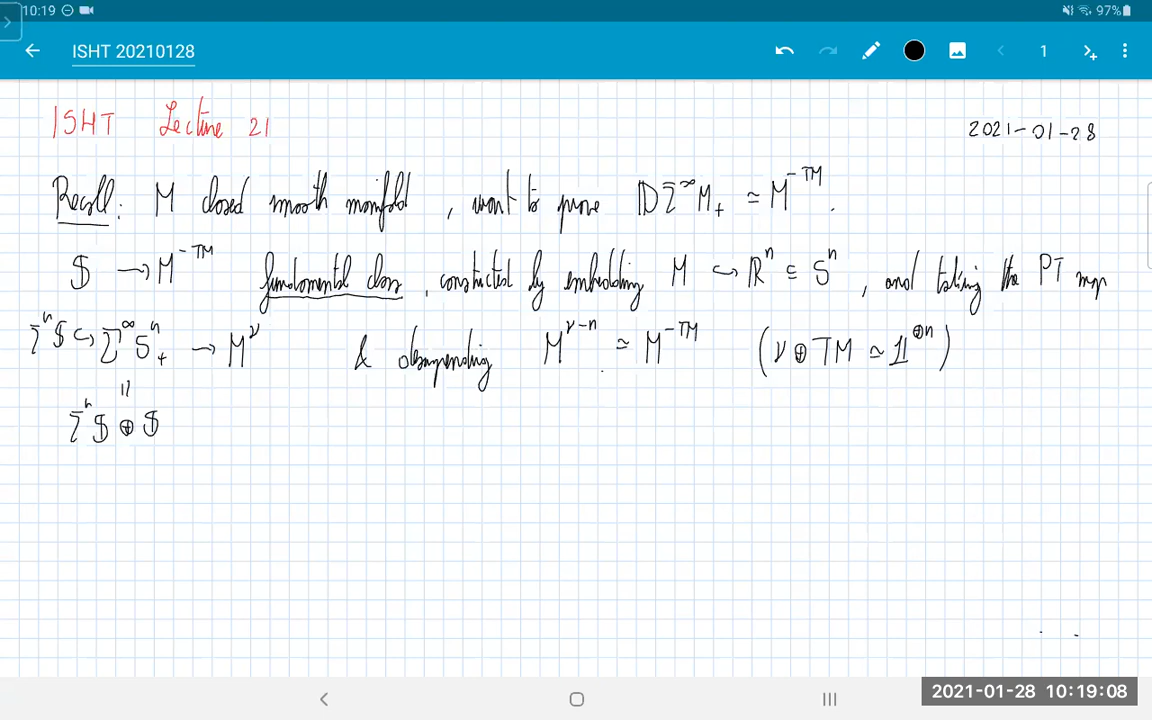 10:19 97%
ISHT 20210128 1
ISHT Lecture 21
2021-01-28
Recall: M closed smooth manifold, want to prove 𝔻Σ^∞ M_+ ≃ M^{-TM}.
$ → M^{-TM} fundamental class, constructed by embedding M ↪ ℝ^n ⊆ S^n, and taking the PT map
Σ^n $ ↪ Σ^∞ S^n_+ → M^ν & desuspending M^{ν-n} ≃ M^{-TM} (ν ⊕ TM ≃ 𝟙^{⊕n})
||
Σ^n $ ⊕ $
2021-01-28 10:19:08